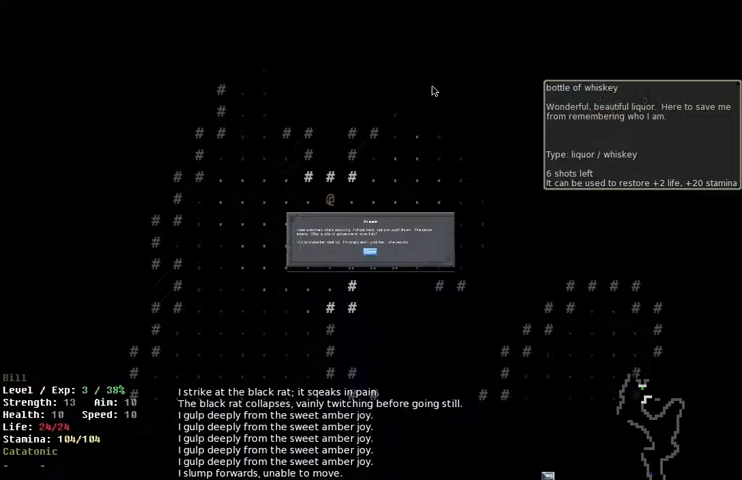 bottle of whiskey
Wonderful, beautiful liquor. Here to save me
from remembering who I am.
Type: liquor / whiskey
6 shots left
It can be used to restore +2 life, +20 stamina
Dream
Close
Bill
Level / Exp: 3 / 38%
Strength: 13 Aim: 10
Health: 10 Speed: 10
Life: 24/24
Stamina: 104/104
Catatonic
I strike at the black rat; it sqeaks in pain.
The black rat collapses, vainly twitching before going still.
I gulp deeply from the sweet amber joy.
I gulp deeply from the sweet amber joy.
I gulp deeply from the sweet amber joy.
I gulp deeply from the sweet amber joy.
I gulp deeply from the sweet amber joy.
I slump forwards, unable to move.